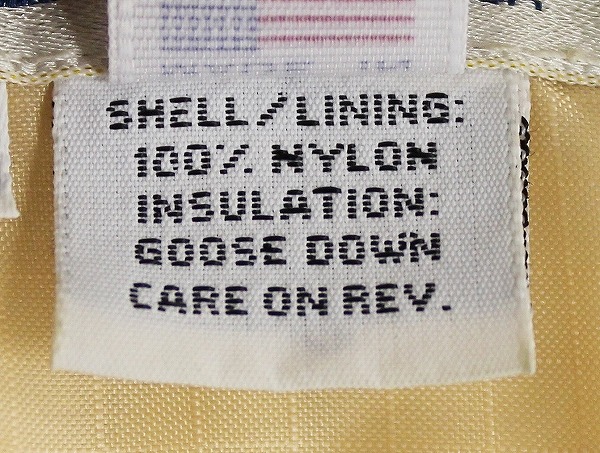 SHELL/LINING:
100% NYLON
INSULATION:
GOOSE DOWN
CARE ON REV.